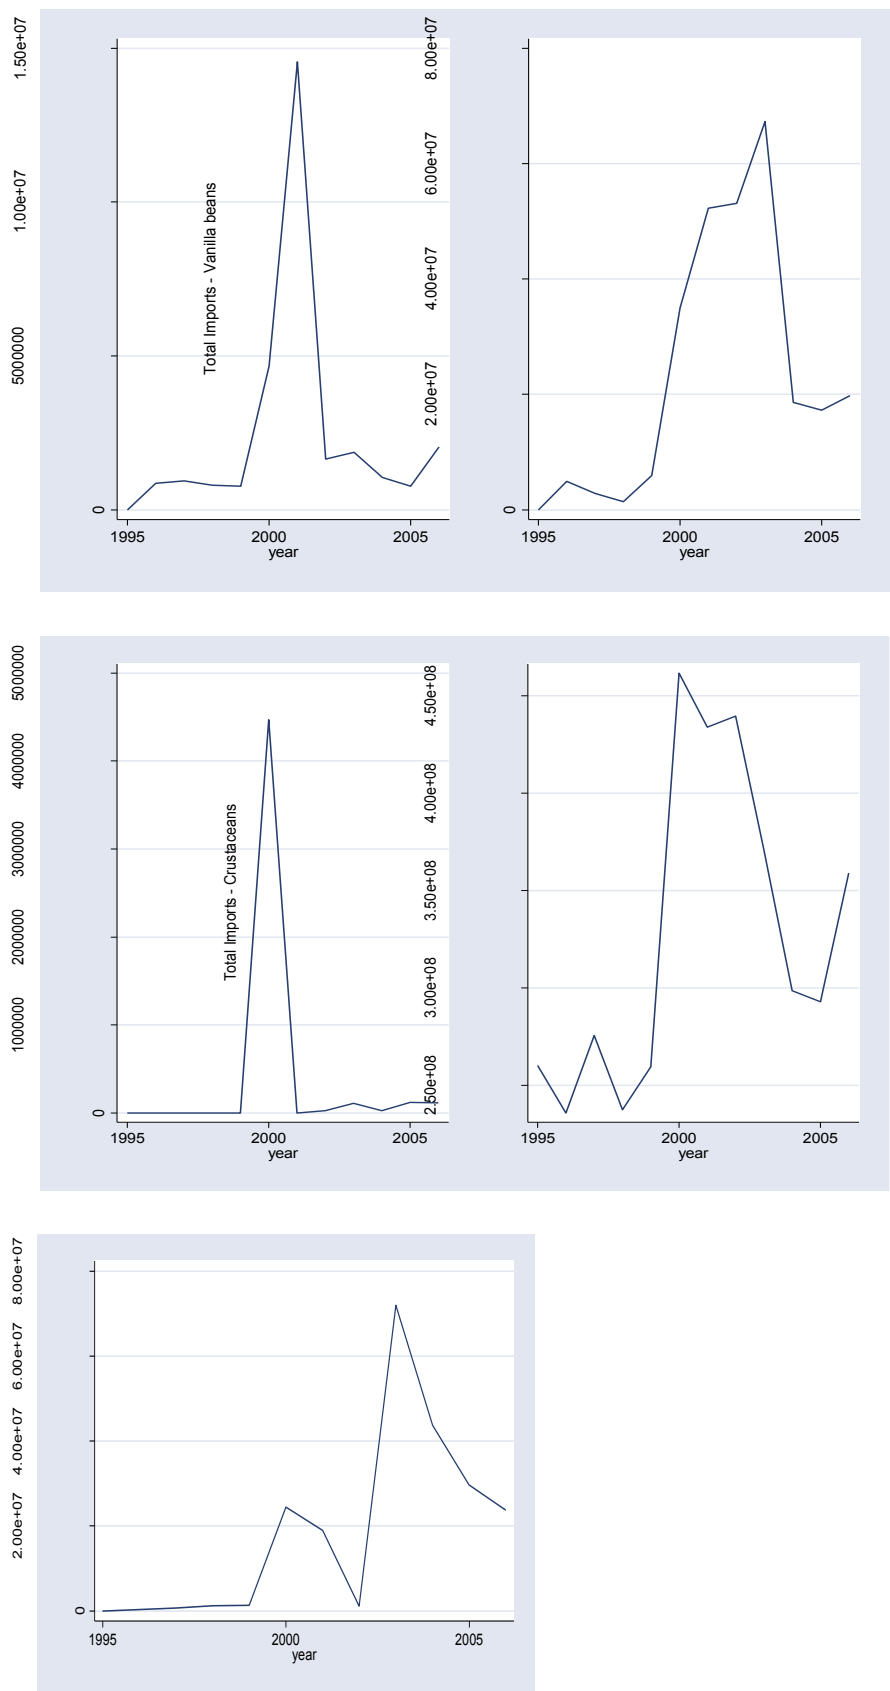 1.50e+07
1.00e+07
5000000
0
1995
2000
2005
year
Total Imports - Vanilla beans
8.00e+07
6.00e+07
4.00e+07
2.00e+07
0
1995
2000
2005
year
5000000
4000000
3000000
2000000
1000000
0
1995
2000
2005
year
Total Imports - Crustaceans
4.50e+08
4.00e+08
3.50e+08
3.00e+08
2.50e+08
1995
2000
2005
year
8.00e+07
6.00e+07
4.00e+07
2.00e+07
0
1995
2000
2005
year